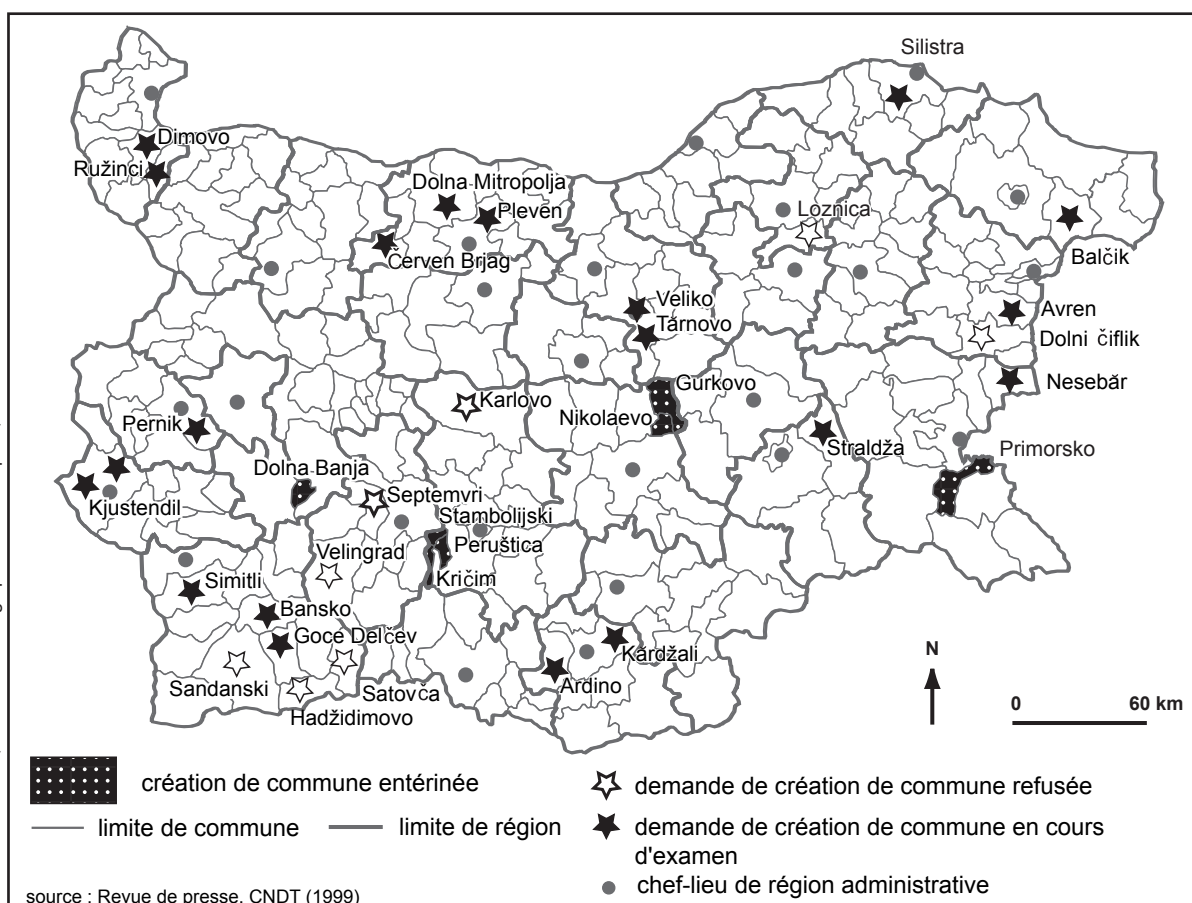 Silistra
Dimovo
Ružinci
Dolna Mitropolja
Pleven
Loznica
Červen Brjag
Balčik
Veliko
Tárnovo
Avren
Dolni čiflik
Nesebăr
Gurkovo
Karlovo
Nikolaevo
Pernik
Straldža
Primorsko
Dolna Banja
Septemvri
Kjustendil
Stambolijski
Peruštica
Velingrad
Kričim
Simitli
Bansko
Goce Delčev
Kárdžali
Sandanski
Satovča
Ardino
Hadžidimovo
N
0 60 km
création de commune entérinée
demande de création de commune refusée
limite de commune
limite de région
demande de création de commune en cours
d'examen
chef-lieu de région administrative
source : Revue de presse, CNDT (1999)